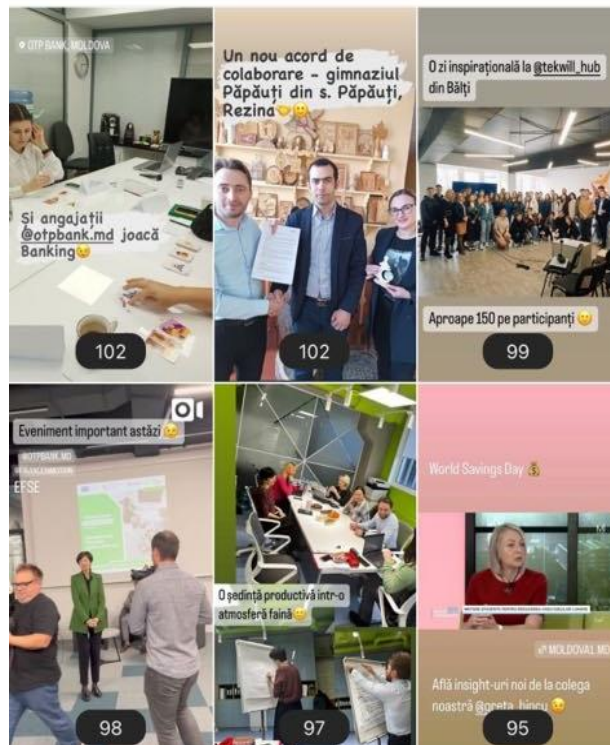 OTP BANK, MOLDOVA
Si angajații
@otpbank.md joacă
Banking
102
Un nou acord de
colaborare - gimnaziul
Păpăuți din s. Păpăuți,
Rezina
102
O zi inspirațională la @tekwill_hub
din Bălți
Aproape 150 pe participanți
99
Eveniment important astăzi
@OTPBANK.MD
EFSE
98
O ședință productivă intr-o
atmosferă faină
97
World Savings Day
MOLDOVA1.MD
Află insight-uri noi de la colega
noastră @greta_bincu
95